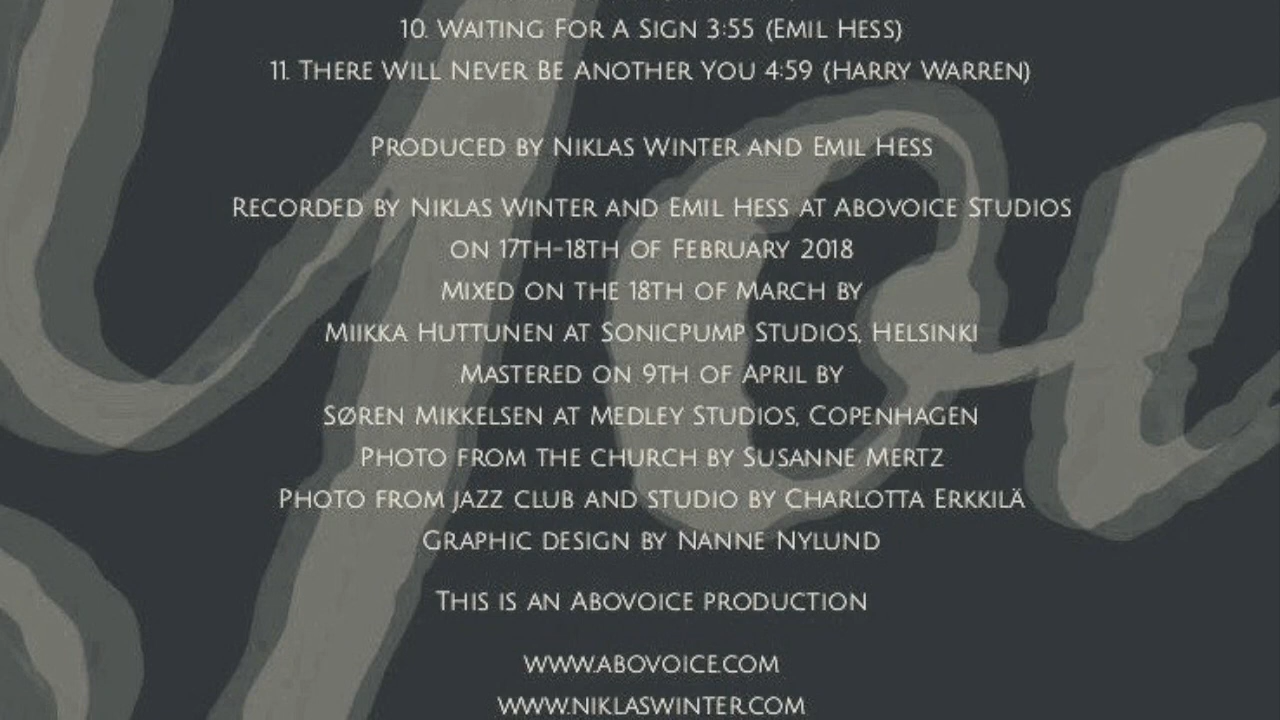 10. Waiting For A Sign 3:55 (Emil Hess)
11. There Will Never Be Another You 4:59 (Harry Warren)
Produced by Niklas Winter and Emil Hess
Recorded by Niklas Winter and Emil Hess at Abovoice Studios
on 17th-18th of February 2018
Mixed on the 18th of March by
Miikka Huttunen at Sonicpump Studios, Helsinki
Mastered on 9th of April by
Søren Mikkelsen at Medley Studios, Copenhagen
Photo from the church by Susanne Mertz
Photo from jazz club and studio by Charlotta Erkkilä
Graphic design by Nanne Nylund
This is an Abovoice production
www.abovoice.com
www.niklaswinter.com